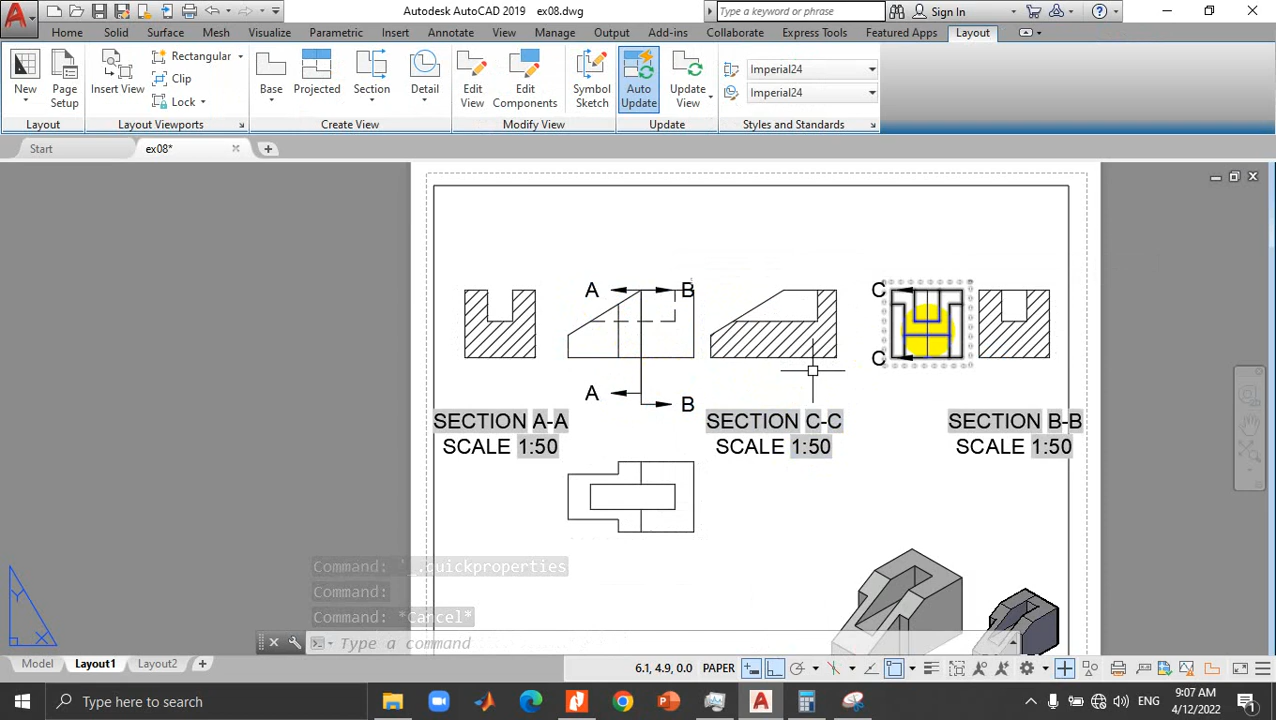 Autodesk AutoCAD 2019 ex08.dwg
Type a keyword or phrase
Sign In
Home Solid Surface Mesh Visualize Parametric Insert Annotate View Manage Output Add-ins Collaborate Express Tools Featured Apps Layout
New
Page Setup
Insert View
Rectangular
Clip
Lock
Base
Projected
Section
Detail
Edit View
Edit Components
Symbol Sketch
Auto Update
Update View
Imperial24
Imperial24
Layout
Layout Viewports
Create View
Modify View
Update
Styles and Standards
Start
ex08*
A B C
C
A B
SECTION A-A SECTION C-C SECTION B-B
SCALE 1:50 SCALE 1:50 SCALE 1:50
Command: '_.quickproperties
Command:
Command: *Cancel*
Type a command
Y
X
Model Layout1 Layout2
6.1, 4.9, 0.0 PAPER
Type here to search
ENG
9:07 AM
4/12/2022
1